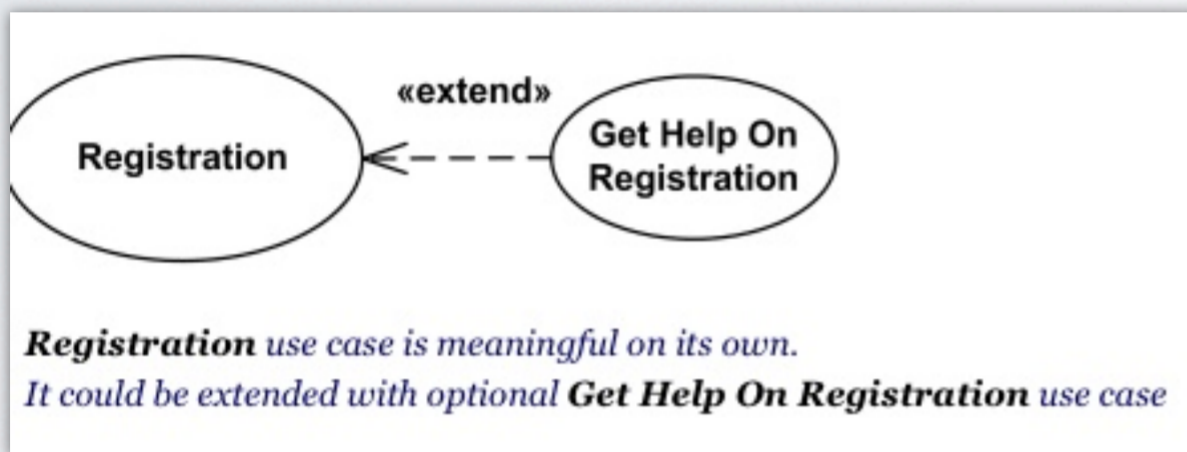 «extend»
Registration
Get Help On
Registration
Registration use case is meaningful on its own.
It could be extended with optional Get Help On Registration use case